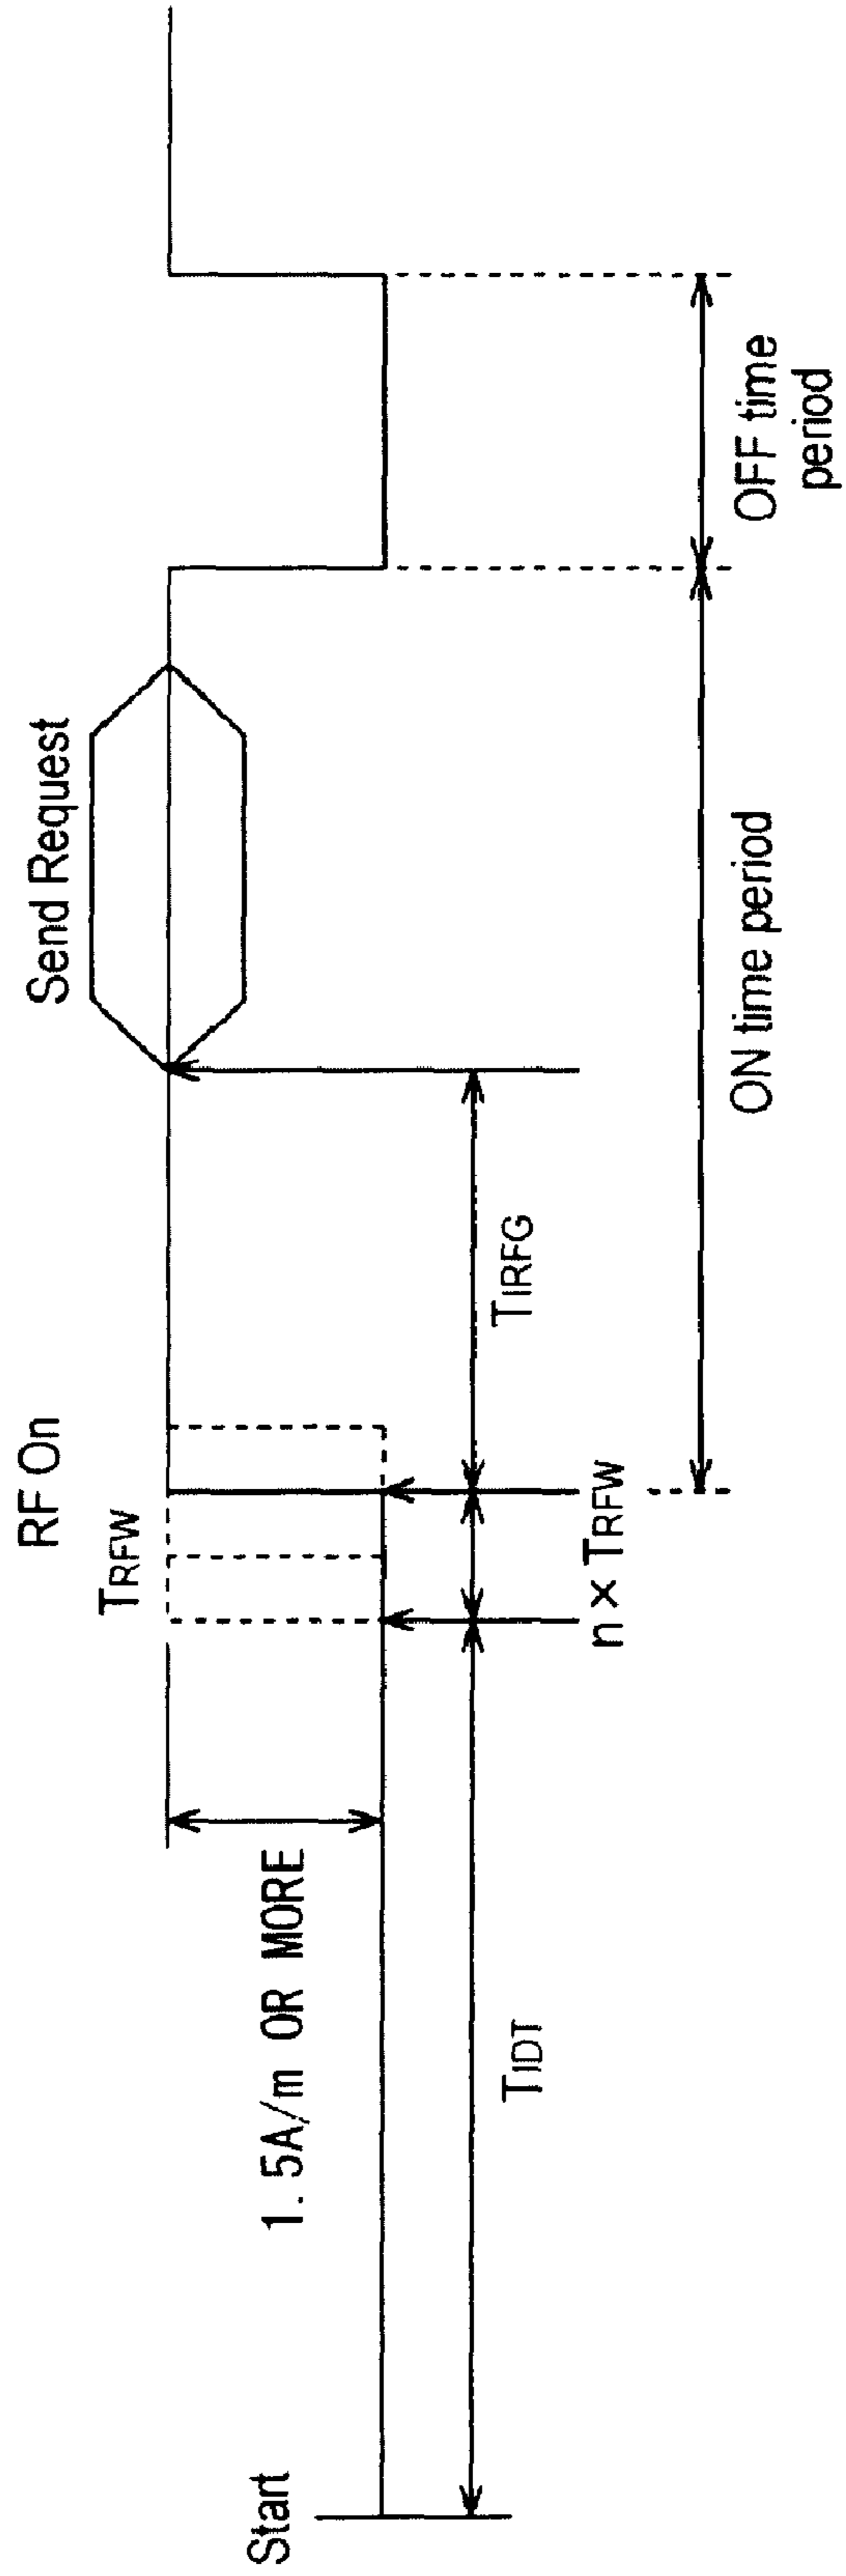 Start
1.5A/m OR MORE
TRFW
RF On
Send Request
TIDT
n × TRFW
TIRFG
ON time period
OFF time
period